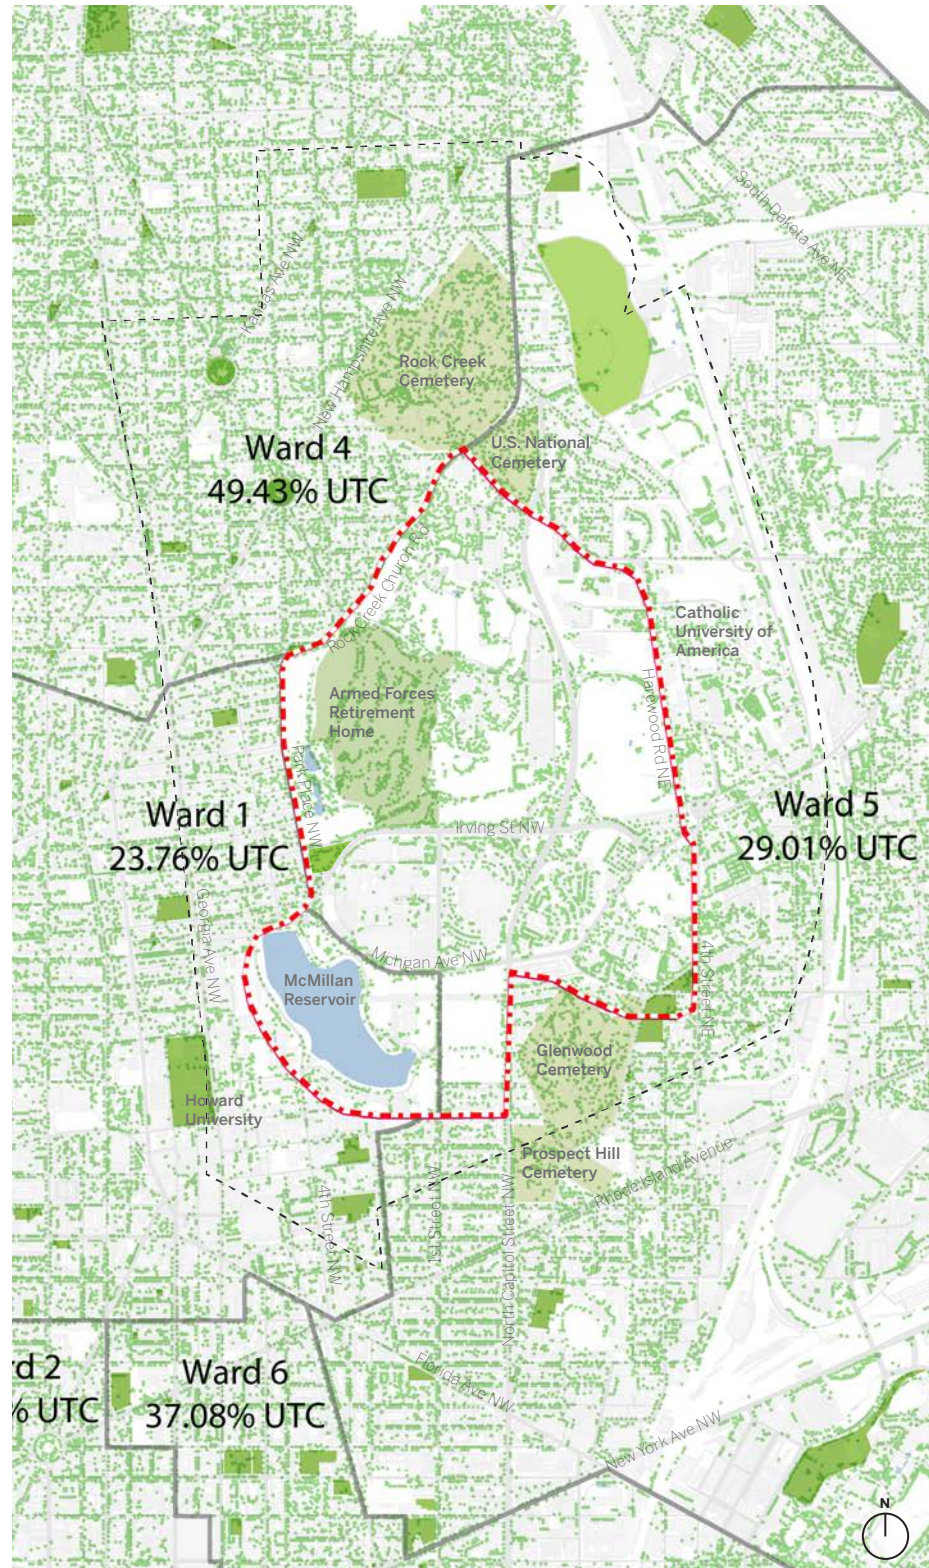 South Dakota Ave NE
Kansas Ave NW
New Hampshire Ave NW
Rock Creek
Cemetery
Ward 4
49.43% UTC
U.S. National
Cemetery
Rock Creek Church Rd
Catholic
University of
America
Harewood Rd NE
Armed Forces
Retirement
Home
Park Place NW
Ward 1
23.76% UTC
Irving St NW
Ward 5
29.01% UTC
Georgia Ave NW
Michgan Ave NW
4th Street NE
McMillan
Reservoir
Glenwood
Cemetery
Howard
University
Prospect Hill
Cemetery
Rhode Island Avenue
4th Street NW
1st Street NW
North Capitol Street NW
rd 2
% UTC
Ward 6
37.08% UTC
Florida Ave NW
New York Ave NW
N